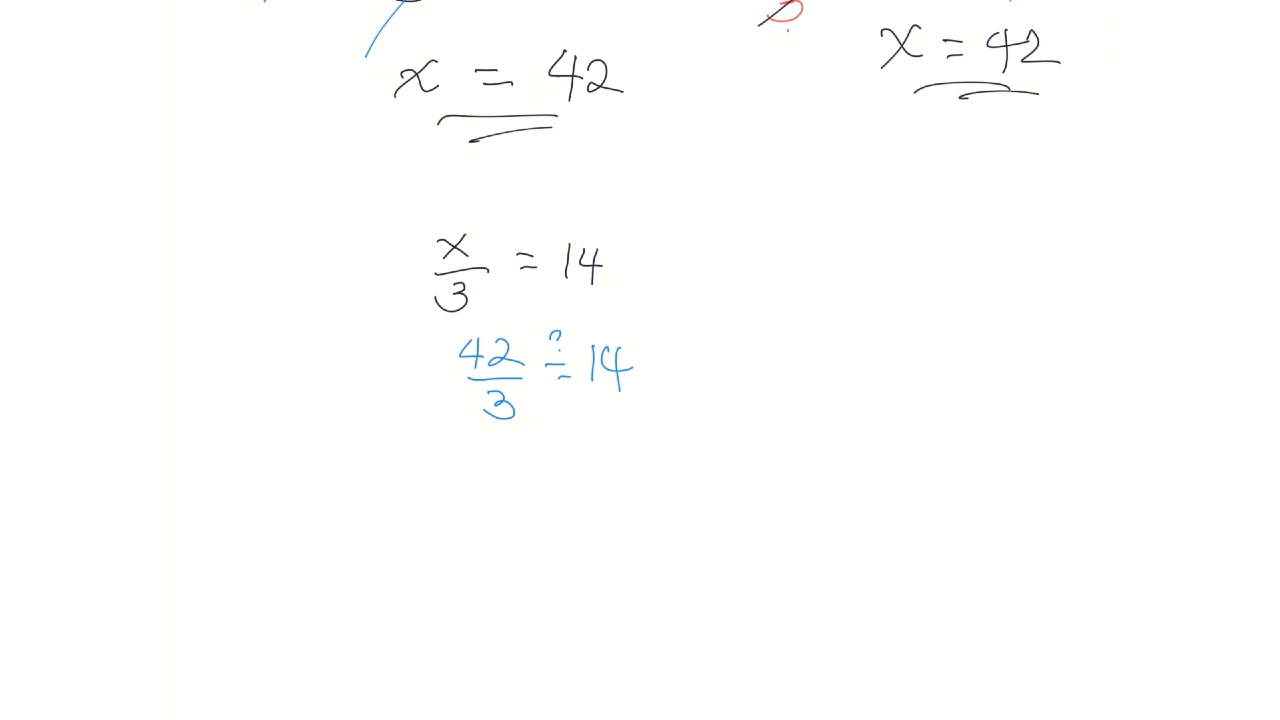 x = 42
x = 42
x/3 = 14
42/3 ≟ 14